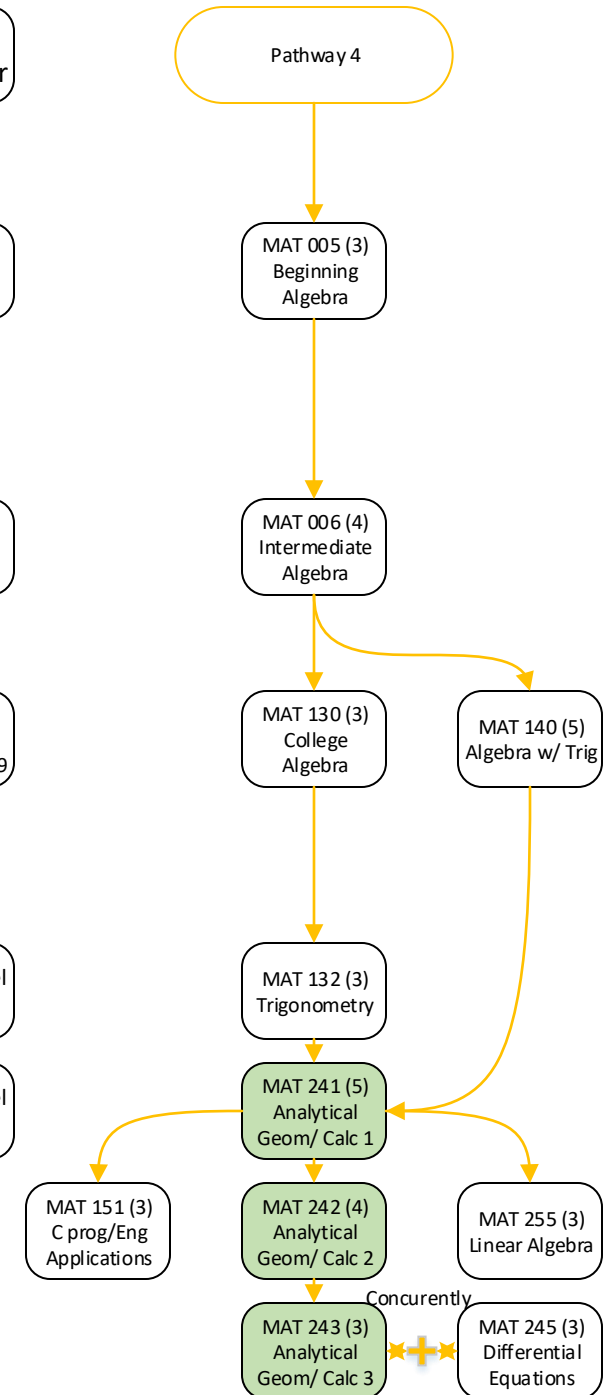 Pathway 4
r
MAT 005 (3)
Beginning
Algebra
MAT 006 (4)
Intermediate
Algebra
MAT 130 (3)
College
Algebra
MAT 140 (5)
Algebra w/ Trig
9
MAT 132 (3)
Trigonometry
el
MAT 241 (5)
Analytical
Geom/ Calc 1
el
MAT 151 (3)
C prog/Eng
Applications
MAT 242 (4)
Analytical
Geom/ Calc 2
MAT 255 (3)
Linear Algebra
Concurently
MAT 243 (3)
Analytical
Geom/ Calc 3
MAT 245 (3)
Differential
Equations